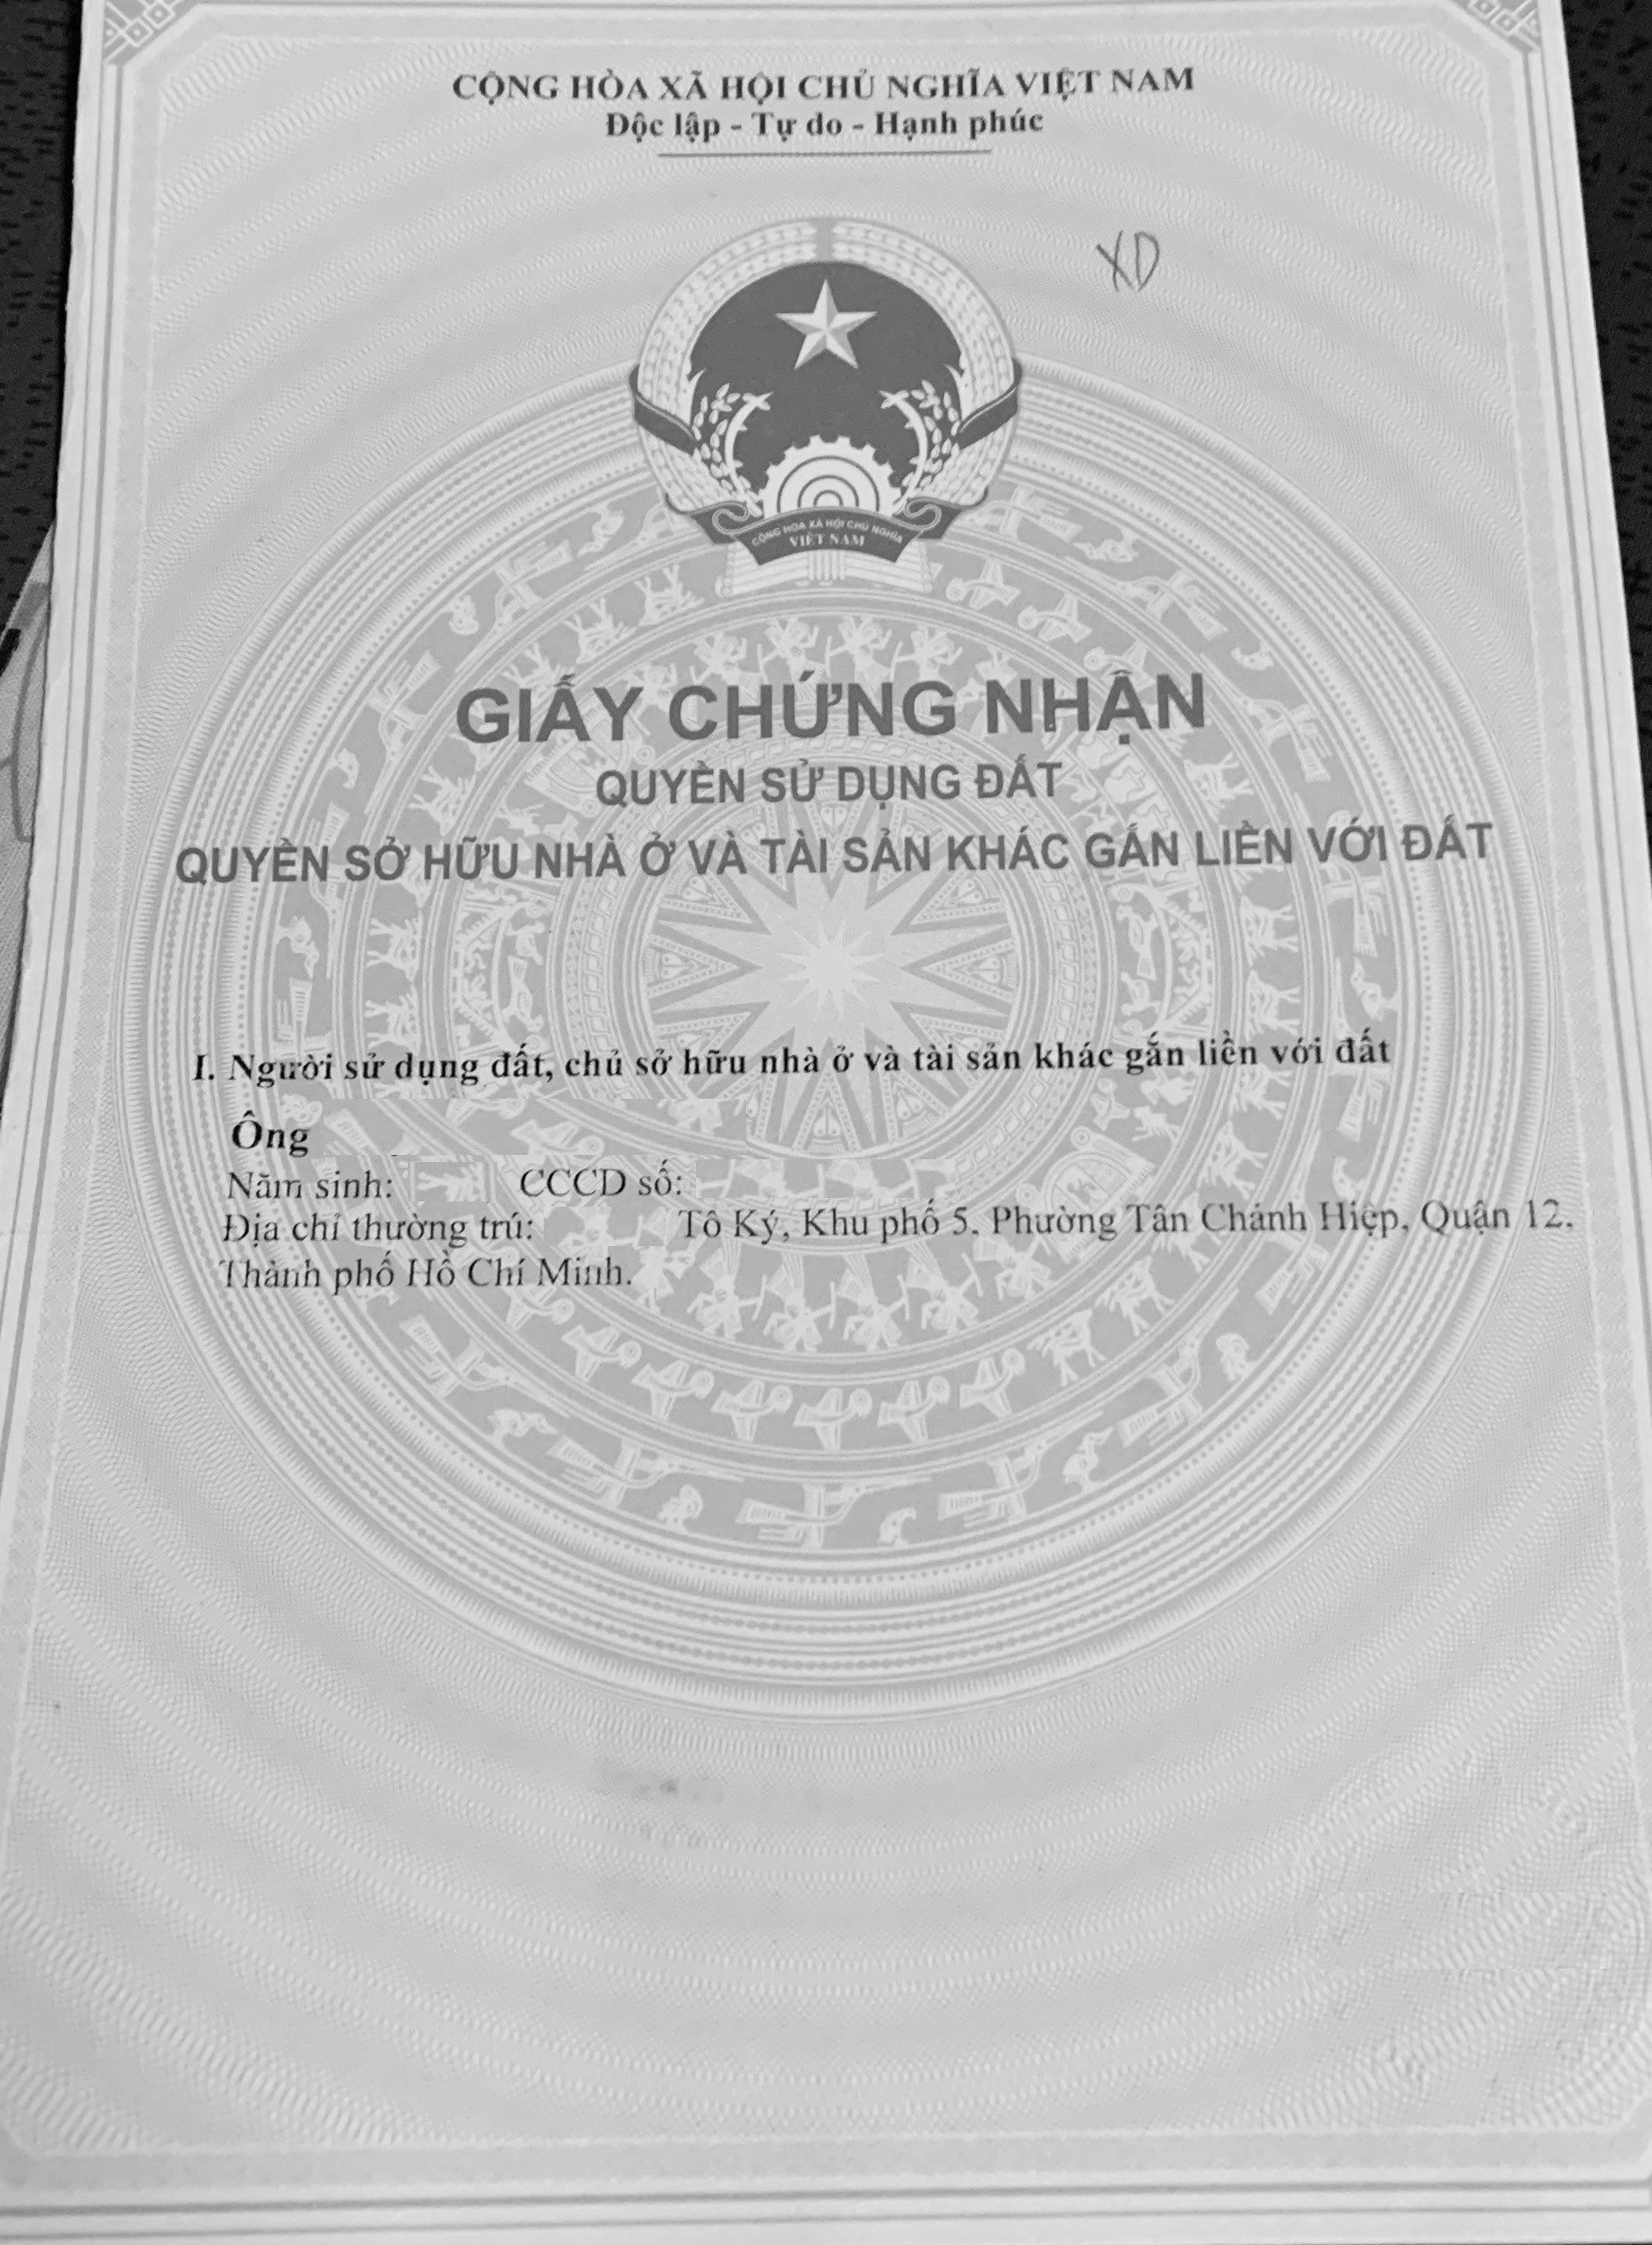 CỘNG HÒA XÃ HỘI CHỦ NGHĨA VIỆT NAM
Độc lập - Tự do - Hạnh phúc
XD
CỘNG HÒA XÃ HỘI CHỦ NGHĨA
VIỆT NAM
GIẤY CHỨNG NHẬN
QUYỀN SỬ DỤNG ĐẤT
QUYỀN SỞ HỮU NHÀ Ở VÀ TÀI SẢN KHÁC GẮN LIỀN VỚI ĐẤT
I. Người sử dụng đất, chủ sở hữu nhà ở và tài sản khác gắn liền với đất
Ông
Năm sinh: CCCD số:
Địa chỉ thường trú: Tô Ký, Khu phố 5, Phường Tân Chánh Hiệp, Quận 12,
Thành phố Hồ Chí Minh.